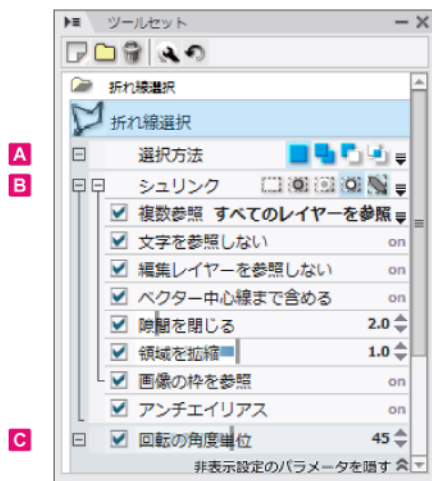 ツールセット
折れ線選択
折れ線選択
A 選択方法
B シュリンク
複数参照 すべてのレイヤーを参照
文字を参照しない on
編集レイヤーを参照しない on
ベクター中心線まで含める on
隙間を閉じる 2.0
領域を拡縮 1.0
画像の枠を参照 on
アンチエイリアス on
C 回転の角度単位 45
非表示設定のパラメータを隠す